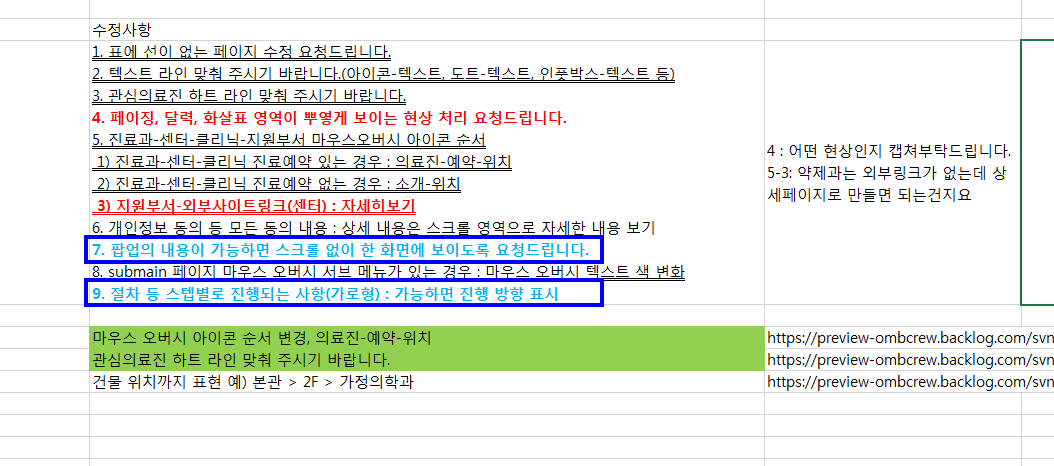 수정사항
1. 표에 선이 없는 페이지 수정 요청드립니다.
2. 텍스트 라인 맞춰 주시기 바랍니다.(아이콘-텍스트, 도트-텍스트, 인풋박스-텍스트 등)
3. 관심의료진 하트 라인 맞춰 주시기 바랍니다.
4. 페이징, 달력, 화살표 영역이 뿌옇게 보이는 현상 처리 요청드립니다.
5. 진료과-센터-클리닉-지원부서 마우스오버시 아이콘 순서
1) 진료과-센터-클리닉 진료예약 있는 경우 : 의료진-예약-위치
2) 진료과-센터-클리닉 진료예약 없는 경우 : 소개-위치
3) 지원부서-외부사이트링크(센터) : 자세히보기
6. 개인정보 동의 등 모든 동의 내용 : 상세 내용은 스크롤 영역으로 자세한 내용 보기
7. 팝업의 내용이 가능하면 스크롤 없이 한 화면에 보이도록 요청드립니다.
8. submain 페이지 마우스 오버시 서브 메뉴가 있는 경우 : 마우스 오버시 텍스트 색 변화
9. 절차 등 스텝별로 진행되는 사항(가로형) : 가능하면 진행 방향 표시
4 : 어떤 현상인지 캡쳐부탁드립니다.
5-3: 약제과는 외부링크가 없는데 상
세페이지로 만들면 되는건지요
마우스 오버시 아이콘 순서 변경, 의료진-예약-위치
https://preview-ombcrew.backlog.com/svn
관심의료진 하트 라인 맞춰 주시기 바랍니다.
https://preview-ombcrew.backlog.com/svn
건물 위치까지 표현 예) 본관 > 2F > 가정의학과
https://preview-ombcrew.backlog.com/svn